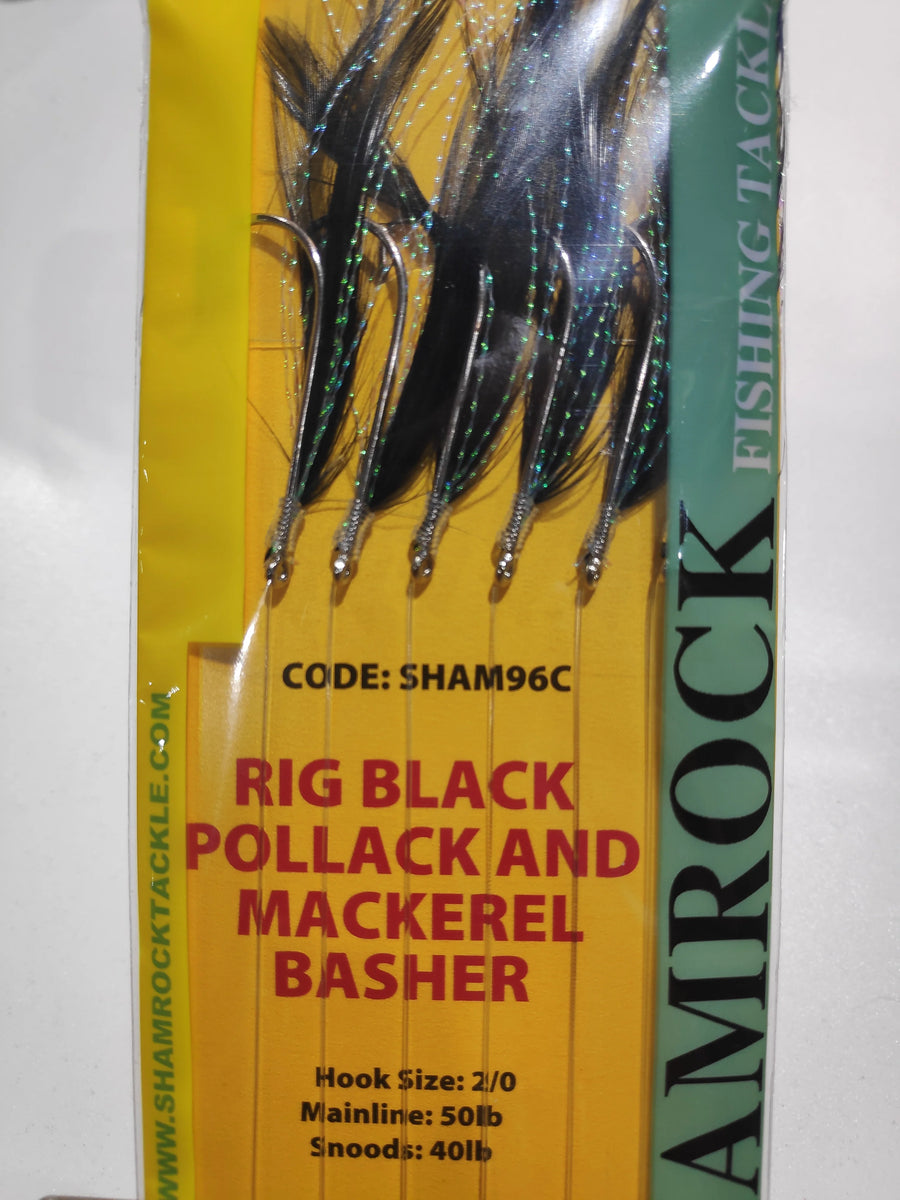 CODE: SHAM96C
RIG BLACK
POLLACK AND
MACKEREL
BASHER
Hook Size: 2/0
Mainline: 50lb
Snoods: 40lb
WWW.SHAMROCKTACKLE.COM
AMROCK
FISHING TACKL